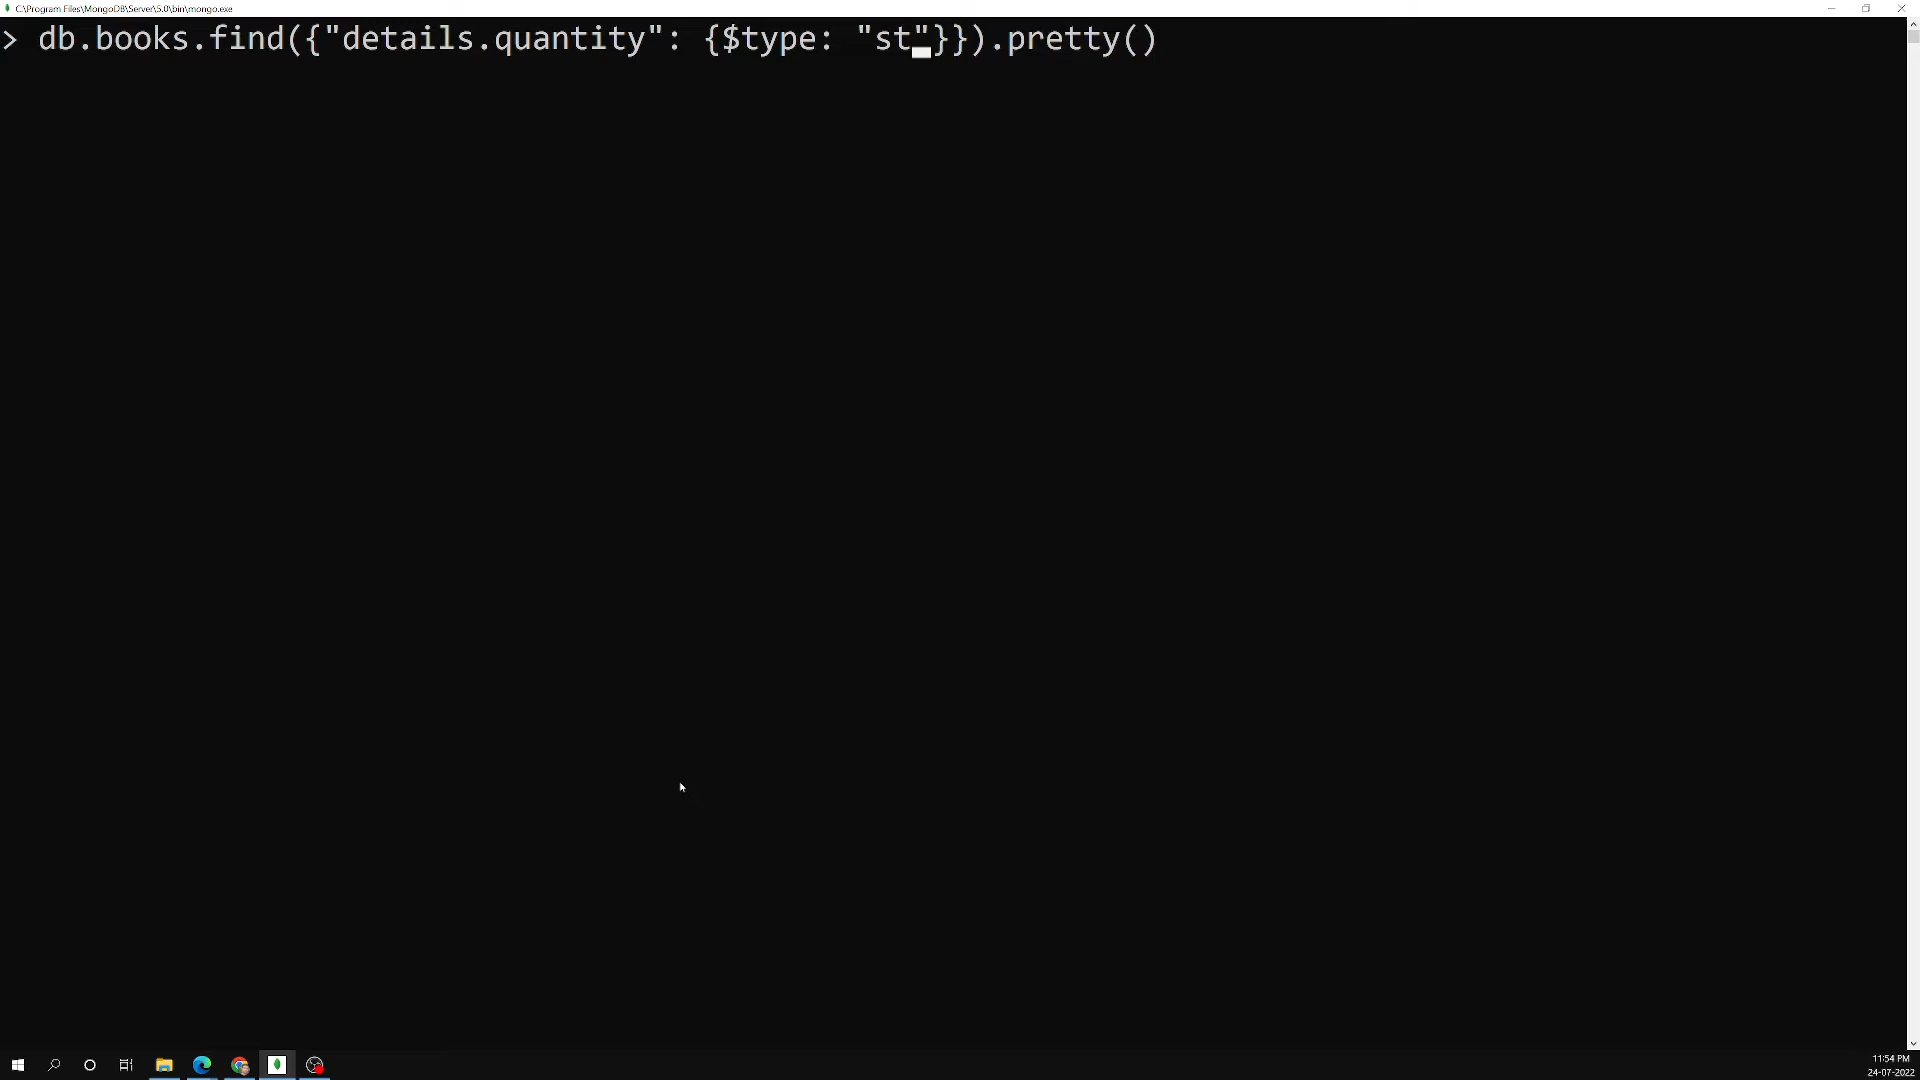 C:\Program Files\MongoDB\Server\5.0\bin\mongo.exe
> db.books.find({"details.quantity": {$type: "st"}}).pretty()
11:54 PM
24-07-2022